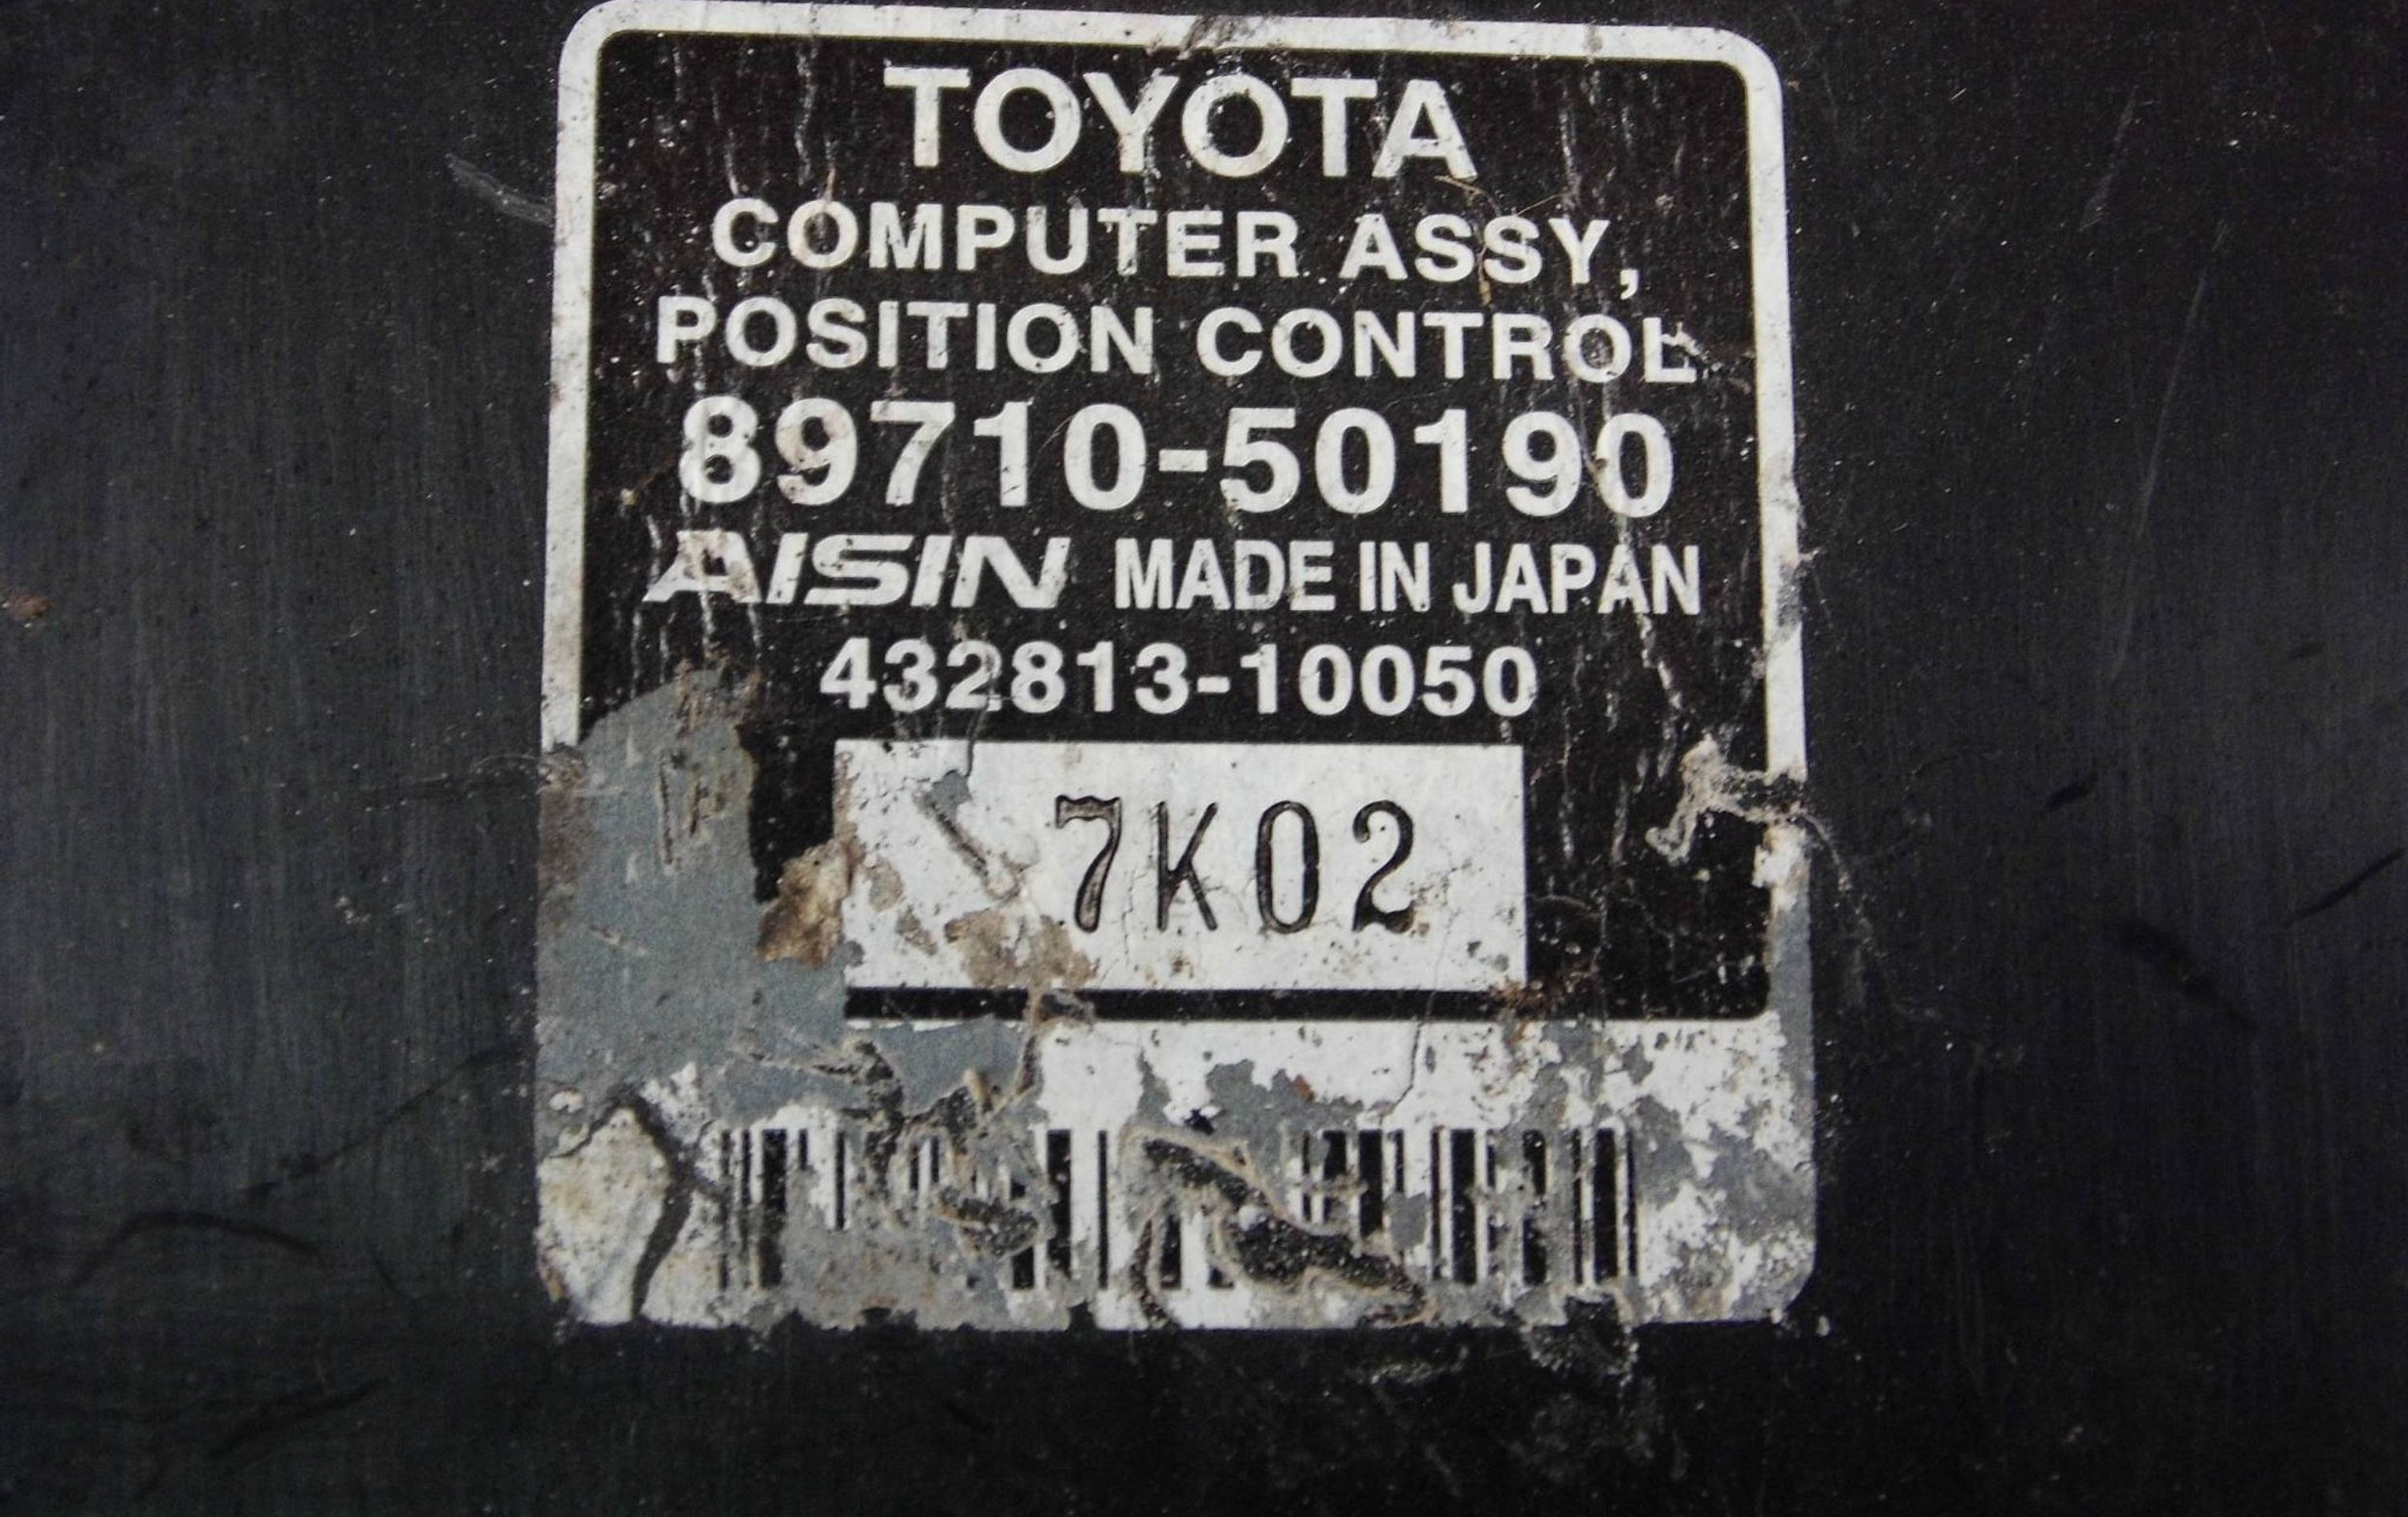 TOYOTA
COMPUTER ASSY,
POSITION CONTROL
89710-50190
AISIN MADE IN JAPAN
432813-10050
7K02